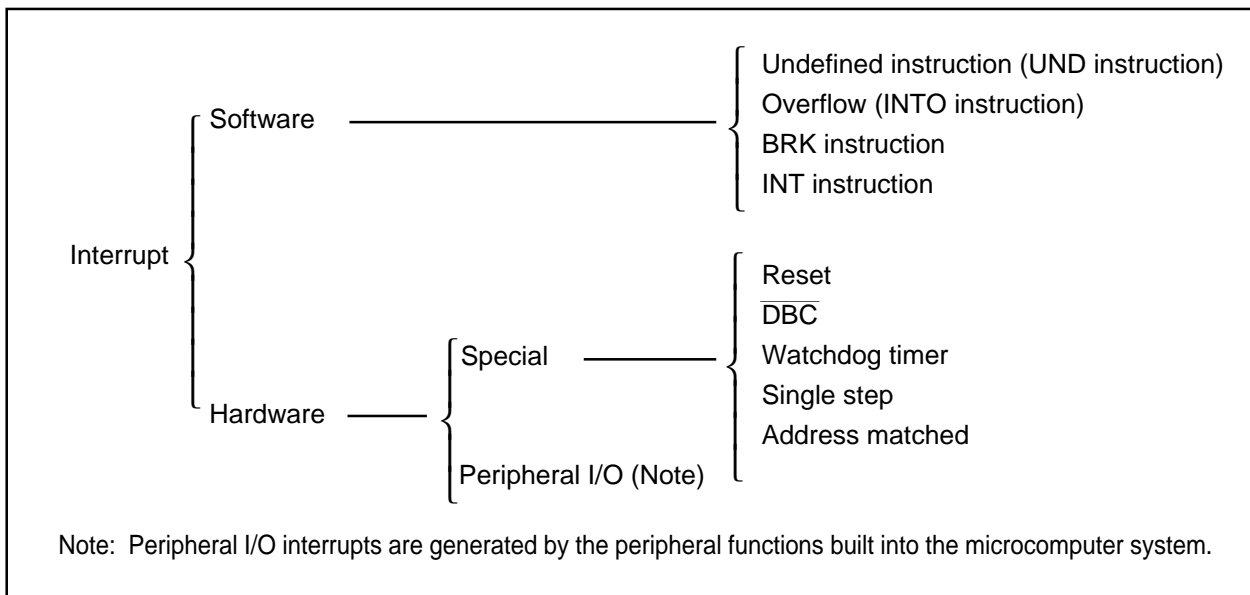 Interrupt
Software
Undefined instruction (UND instruction)
Overflow (INTO instruction)
BRK instruction
INT instruction
Hardware
Special
Reset
D̅B̅C̅
Watchdog timer
Single step
Address matched
Peripheral I/O (Note)
Note: Peripheral I/O interrupts are generated by the peripheral functions built into the microcomputer system.